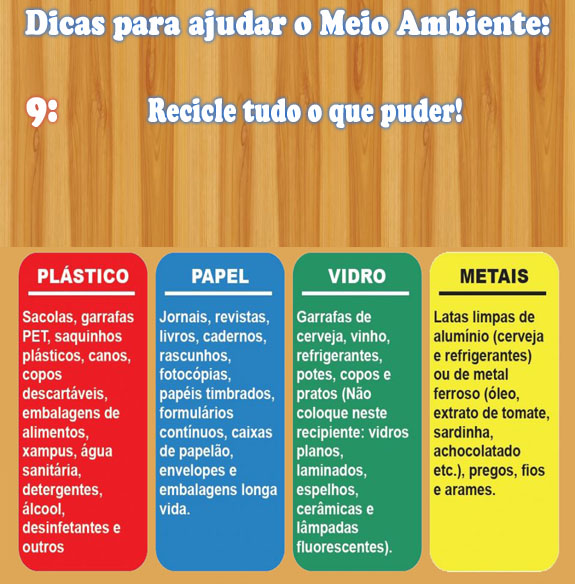 Dicas para ajudar o Meio Ambiente:
9: Recicle tudo o que puder!
PLÁSTICO
Sacolas, garrafas
PET, saquinhos
plásticos, canos,
copos
descartáveis,
embalagens de
alimentos,
xampus, água
sanitária,
detergentes,
álcool,
desinfetantes e
outros
PAPEL
Jornais, revistas,
livros, cadernos,
rascunhos,
fotocópias,
papéis timbrados,
formulários
contínuos, caixas
de papelão,
envelopes e
embalagens longa
vida.
VIDRO
Garrafas de
cerveja, vinho,
refrigerantes,
potes, copos e
pratos (Não
coloque neste
recipiente: vidros
planos,
laminados,
espelhos,
cerâmicas e
lâmpadas
fluorescentes).
METAIS
Latas limpas de
alumínio (cerveja
e refrigerantes)
ou de metal
ferroso (óleo,
extrato de tomate,
sardinha,
achocolatado
etc.), pregos, fios
e arames.